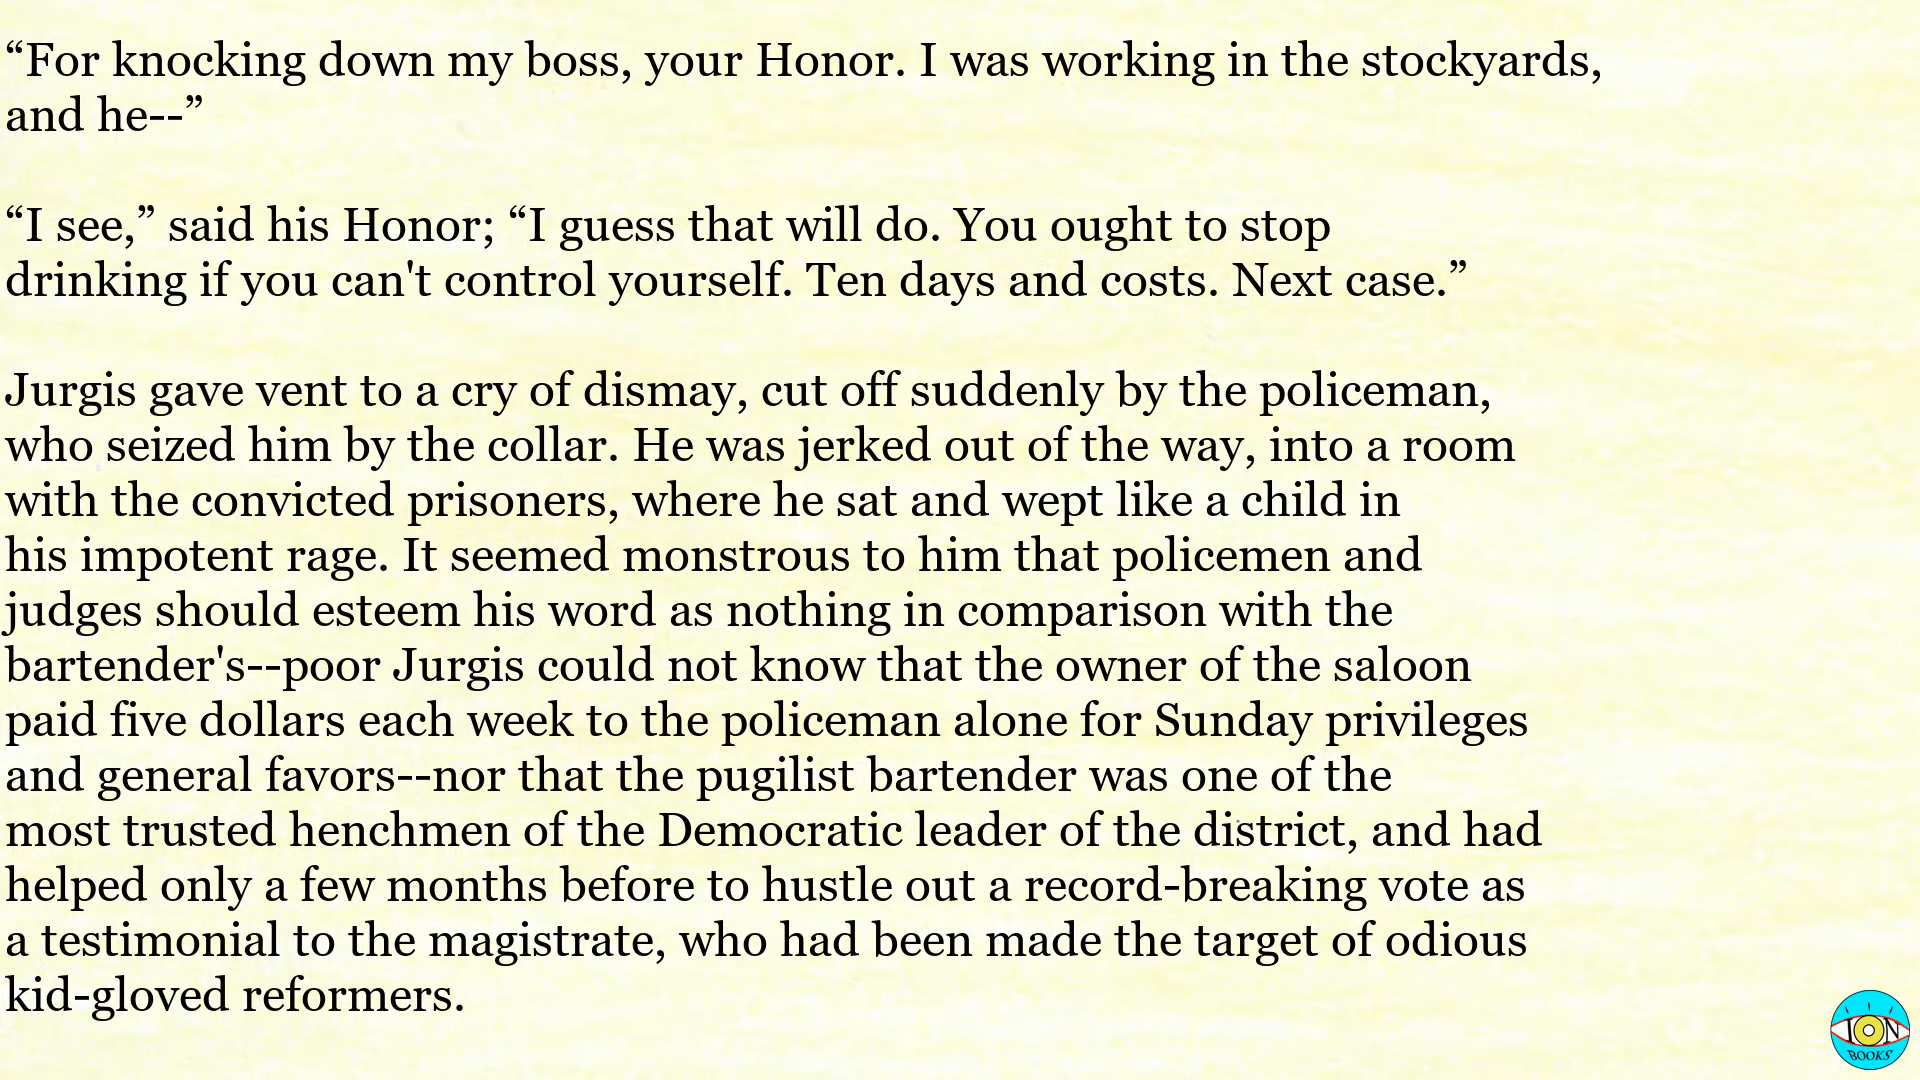 “For knocking down my boss, your Honor. I was working in the stockyards,
and he--”
“I see,” said his Honor; “I guess that will do. You ought to stop
drinking if you can't control yourself. Ten days and costs. Next case.”
Jurgis gave vent to a cry of dismay, cut off suddenly by the policeman,
who seized him by the collar. He was jerked out of the way, into a room
with the convicted prisoners, where he sat and wept like a child in
his impotent rage. It seemed monstrous to him that policemen and
judges should esteem his word as nothing in comparison with the
bartender's--poor Jurgis could not know that the owner of the saloon
paid five dollars each week to the policeman alone for Sunday privileges
and general favors--nor that the pugilist bartender was one of the
most trusted henchmen of the Democratic leader of the district, and had
helped only a few months before to hustle out a record-breaking vote as
a testimonial to the magistrate, who had been made the target of odious
kid-gloved reformers.
ION
BOOKS